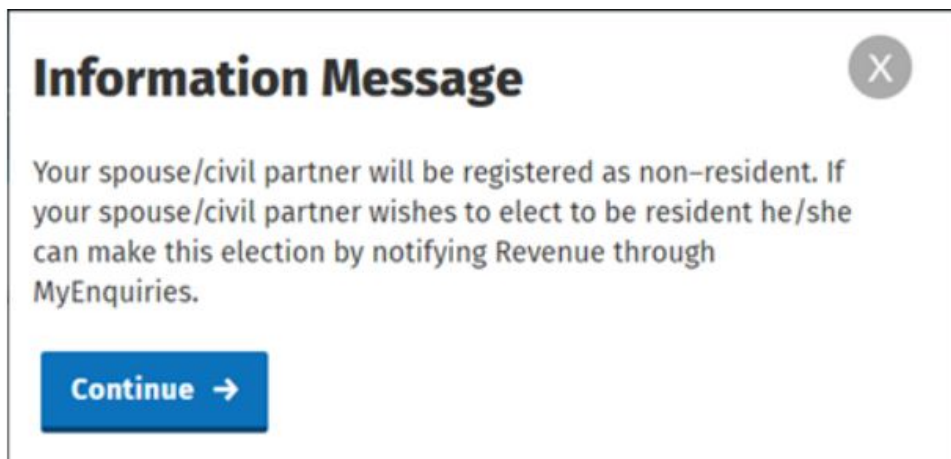 Information Message
X
Your spouse/civil partner will be registered as non–resident. If
your spouse/civil partner wishes to elect to be resident he/she
can make this election by notifying Revenue through
MyEnquiries.
Continue →